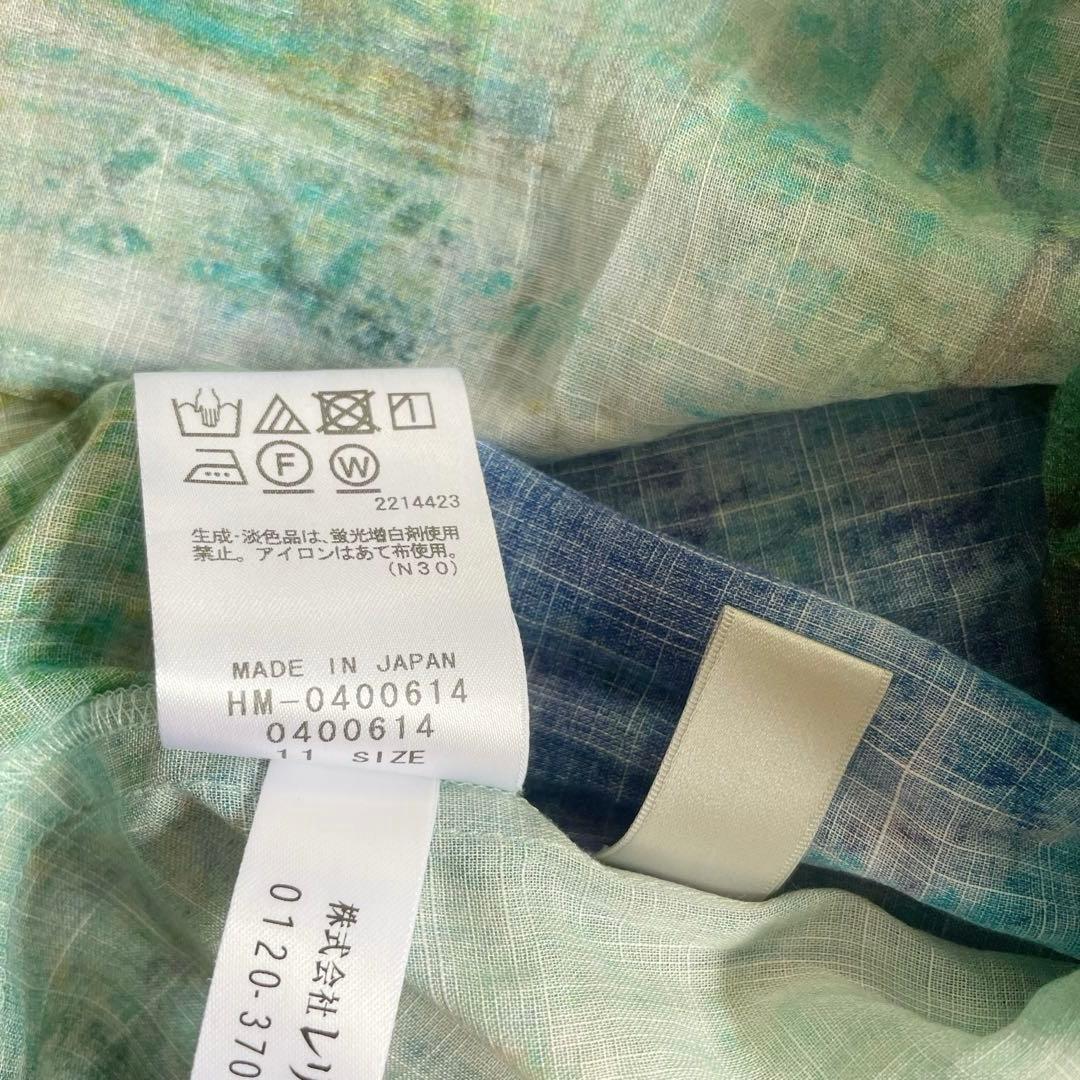 F W
2214423
生成・淡色品は、蛍光増白剤使用
禁止。アイロンはあて布使用。
(N30)
MADE IN JAPAN
HM-0400614
0400614
11 SIZE
株式会社レリ
0120-370